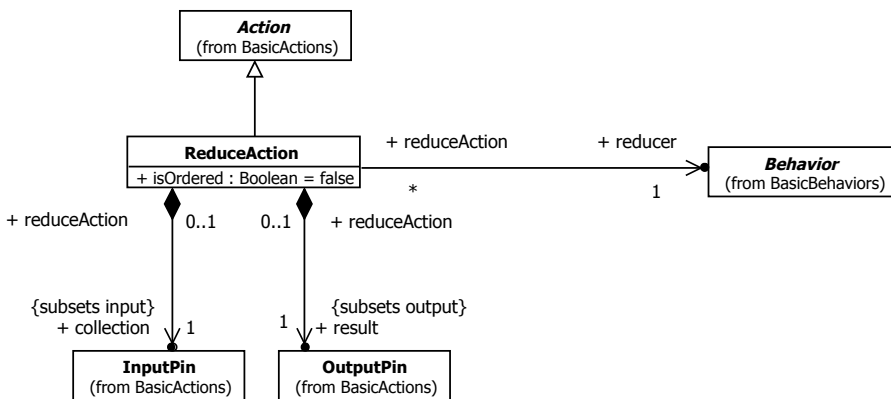 Action
(from BasicActions)
ReduceAction
+ isOrdered : Boolean = false
+ reduceAction
+ reducer
*
1
Behavior
(from BasicBehaviors)
+ reduceAction
0..1
0..1
+ reduceAction
{subsets input}
+ collection
1
{subsets output}
1
+ result
InputPin
(from BasicActions)
OutputPin
(from BasicActions)